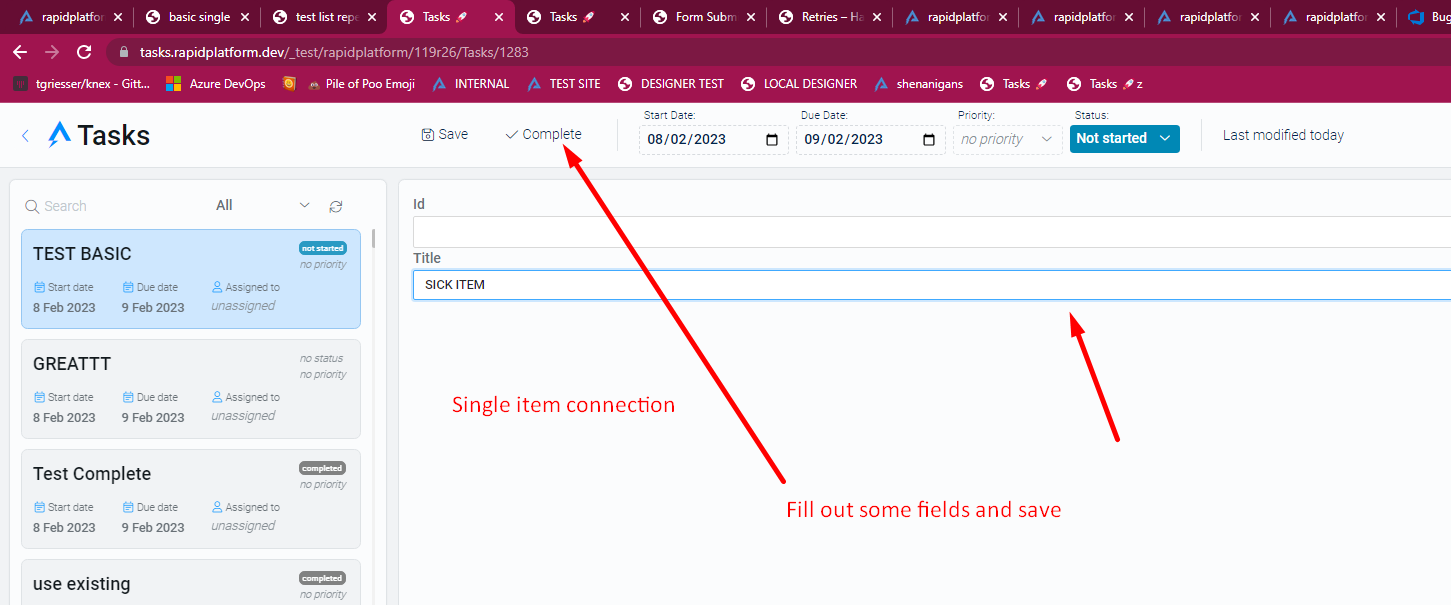 rapidplatfor
basic single
test list repe
Tasks 🚀
Tasks 🚀
Form Subm
Retries – Ha
rapidplatfor
rapidplatfor
rapidplatfor
rapidplatfor
Bug
tasks.rapidplatform.dev/_test/rapidplatform/119r26/Tasks/1283
tgriesser/knex - Gitt...
Azure DevOps
Pile of Poo Emoji
INTERNAL
TEST SITE
DESIGNER TEST
LOCAL DESIGNER
shenanigans
Tasks 🚀
Tasks 🚀 z
Tasks
Save
Complete
Start Date:
08/02/2023
Due Date:
09/02/2023
Priority:
no priority
Status:
Not started
Last modified today
Search
All
TEST BASIC
not started
no priority
Start date
Due date
Assigned to
8 Feb 2023
9 Feb 2023
unassigned
GREATTT
no status
no priority
Start date
Due date
Assigned to
8 Feb 2023
9 Feb 2023
unassigned
Test Complete
completed
no priority
Start date
Due date
Assigned to
8 Feb 2023
9 Feb 2023
unassigned
use existing
completed
no priority
Id
Title
SICK ITEM
Single item connection
Fill out some fields and save